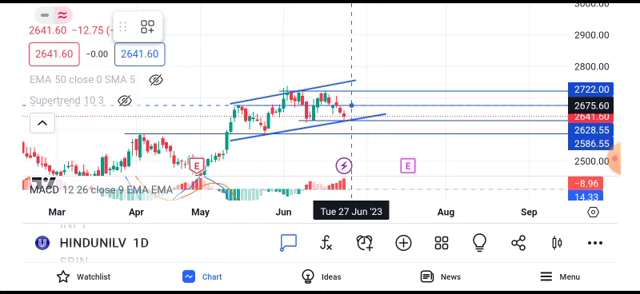 3000.00
2641.60 -12.75 (-
2900.00
2641.60 -0.00 2641.60
2800.00
EMA 50 close 0 SMA 5
2722.00
Supertrend 10 3
2675.60
2641.60
2628.55
2586.55
E E
2500.00
MACD 12 26 close 9 EMA EMA
-8.96
14.33
Mar Apr May Jun Tue 27 Jun '23 Aug Sep
HINDUNILV 1D
SBIN
Watchlist Chart Ideas News Menu